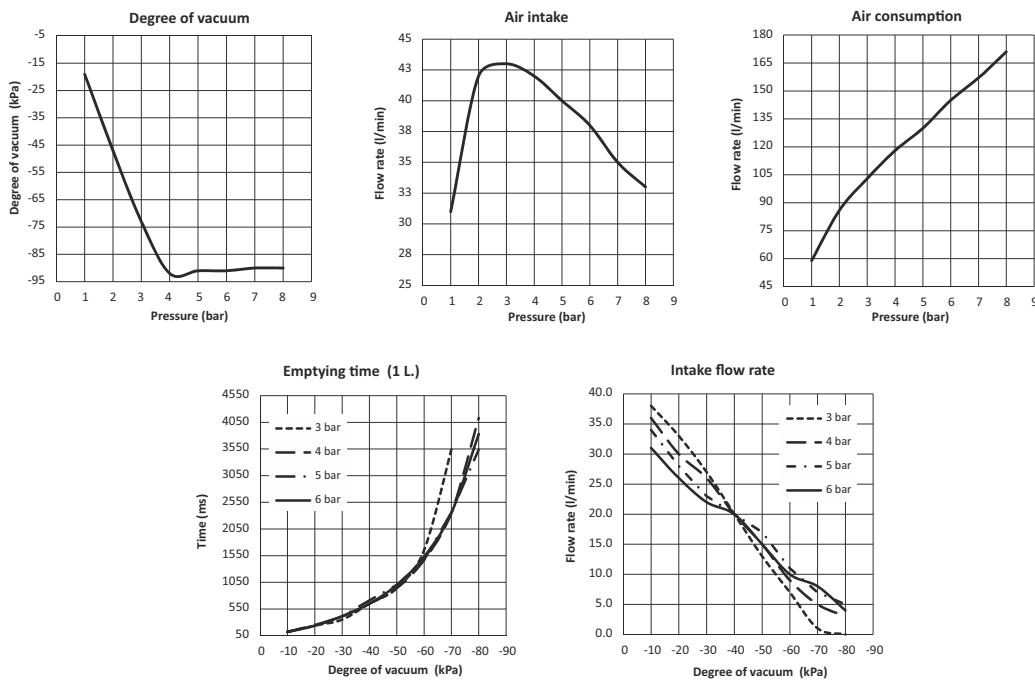 Degree of vacuum
Degree of vacuum (kPa)
-5
-15
-25
-35
-45
-55
-65
-75
-85
-95
0 1 2 3 4 5 6 7 8 9
Pressure (bar)
Air intake
Flow rate (l/min)
45
43
40
38
35
33
30
28
25
0 1 2 3 4 5 6 7 8 9
Pressure (bar)
Air consumption
Flow rate (l/min)
180
165
150
135
120
105
90
75
60
45
0 1 2 3 4 5 6 7 8 9
Pressure (bar)
Emptying time (1 L.)
Time (ms)
4550
4050
3550
3050
2550
2050
1550
1050
550
50
3 bar
4 bar
5 bar
6 bar
0 -10 -20 -30 -40 -50 -60 -70 -80 -90
Degree of vacuum (kPa)
Intake flow rate
Flow rate (l/min)
40.0
35.0
30.0
25.0
20.0
15.0
10.0
5.0
0.0
3 bar
4 bar
5 bar
6 bar
0 -10 -20 -30 -40 -50 -60 -70 -80 -90
Degree of vacuum (kPa)